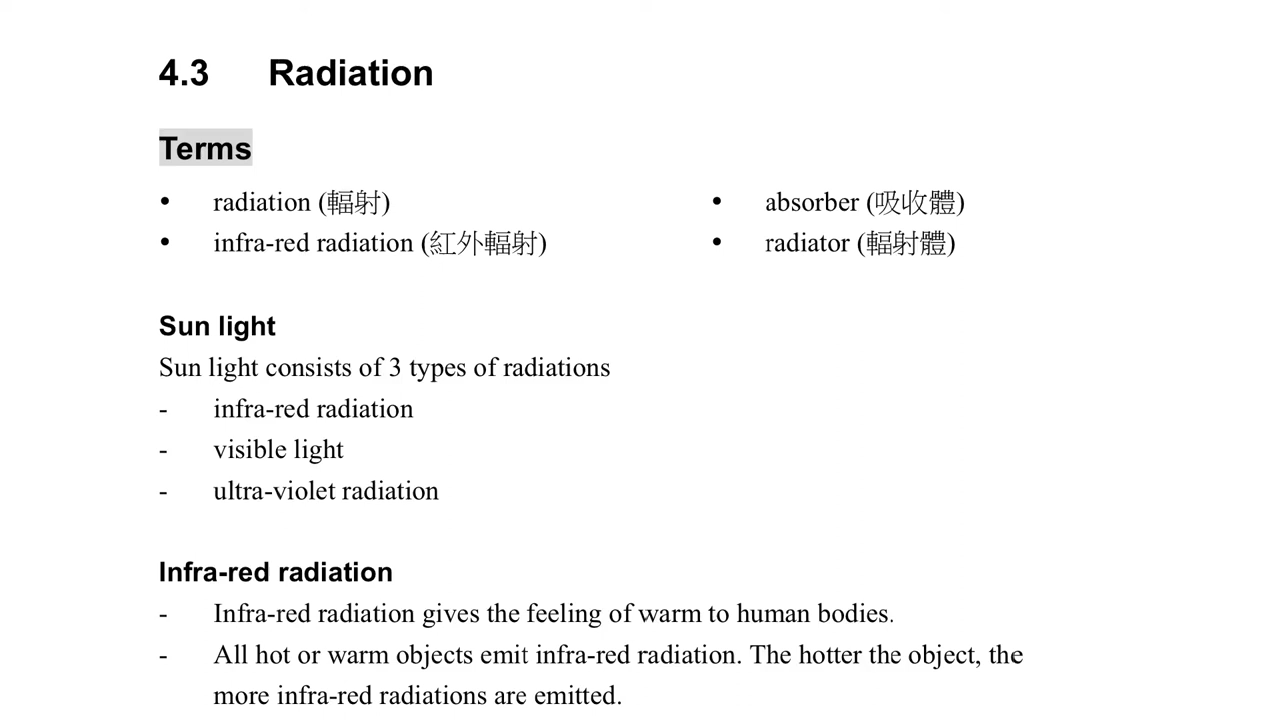 4.3 Radiation
Terms
• radiation (輻射)
• infra-red radiation (紅外輻射)
• absorber (吸收體)
• radiator (輻射體)
Sun light
Sun light consists of 3 types of radiations
- infra-red radiation
- visible light
- ultra-violet radiation
Infra-red radiation
- Infra-red radiation gives the feeling of warm to human bodies.
- All hot or warm objects emit infra-red radiation. The hotter the object, the
more infra-red radiations are emitted.